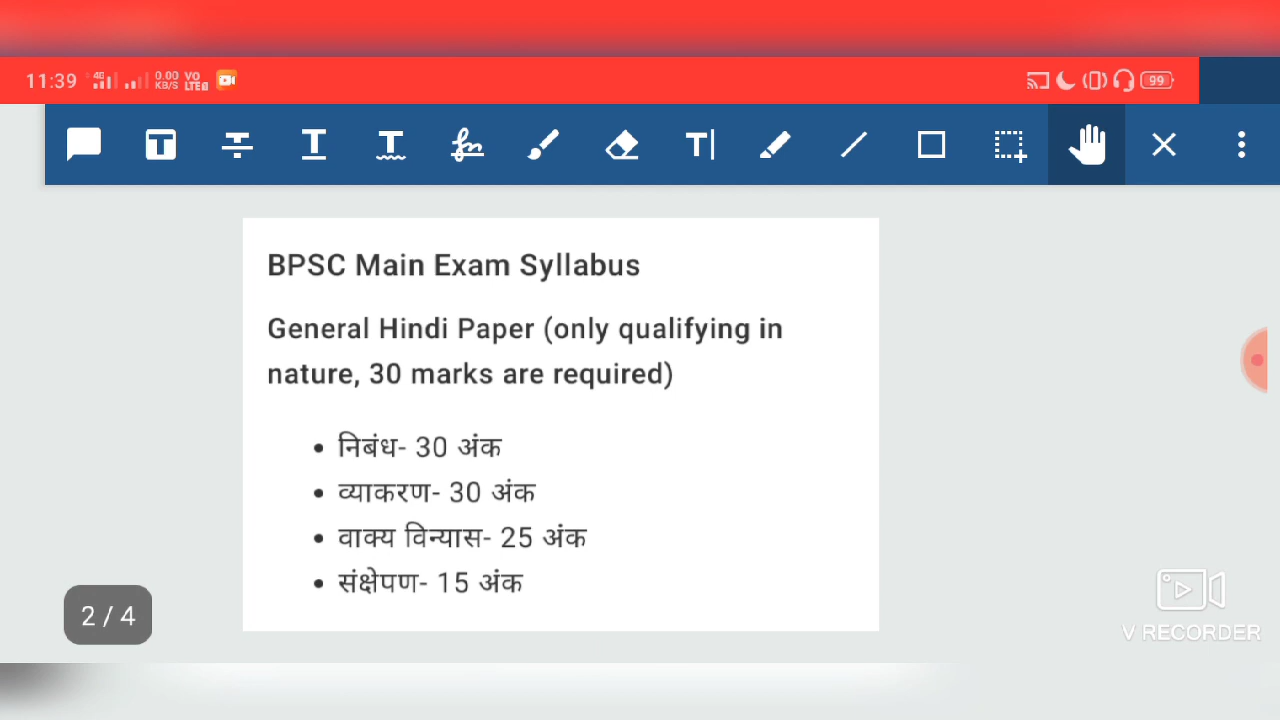 11:39 4G 0.00 KB/S VO LTE 99
T T T T
BPSC Main Exam Syllabus
General Hindi Paper (only qualifying in
nature, 30 marks are required)
• निबंध- 30 अंक
• व्याकरण- 30 अंक
• वाक्य विन्यास- 25 अंक
• संक्षेपण- 15 अंक
2 / 4
V RECORDER